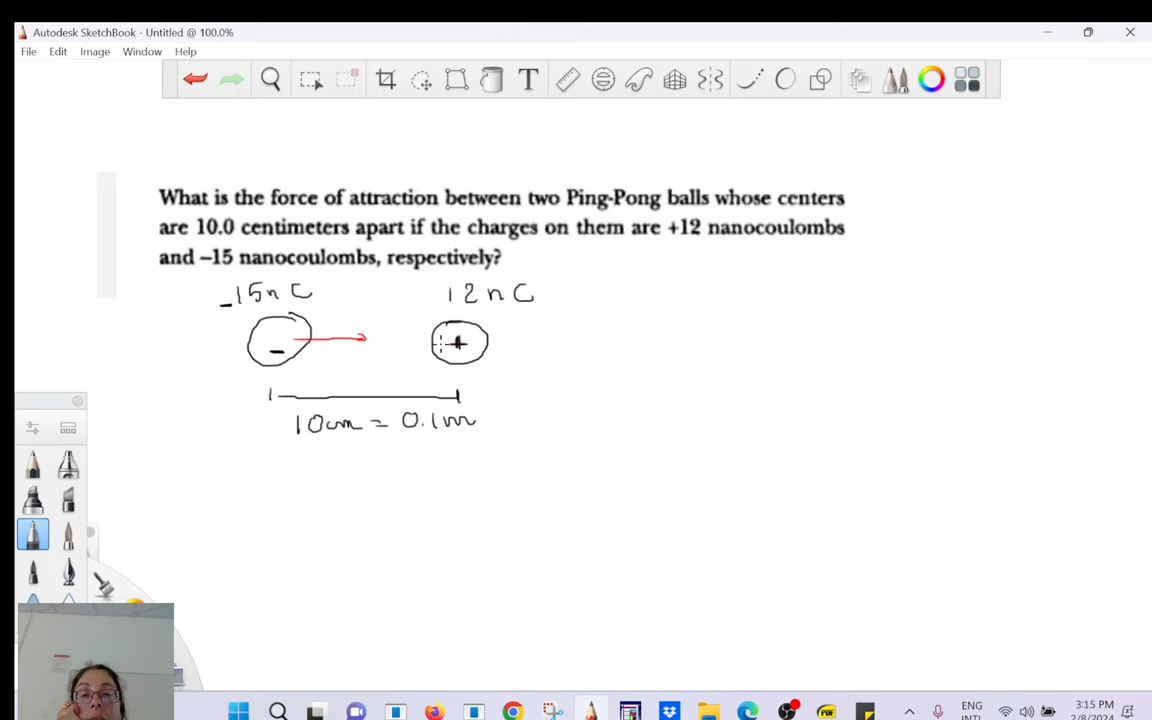 Autodesk SketchBook - Untitled @ 100.0%
File Edit Image Window Help
T
What is the force of attraction between two Ping-Pong balls whose centers
are 10.0 centimeters apart if the charges on them are +12 nanocoulombs
and –15 nanocoulombs, respectively?
-15nC 12nC
- +
10cm = 0.1m
ENG
INTL
3:15 PM